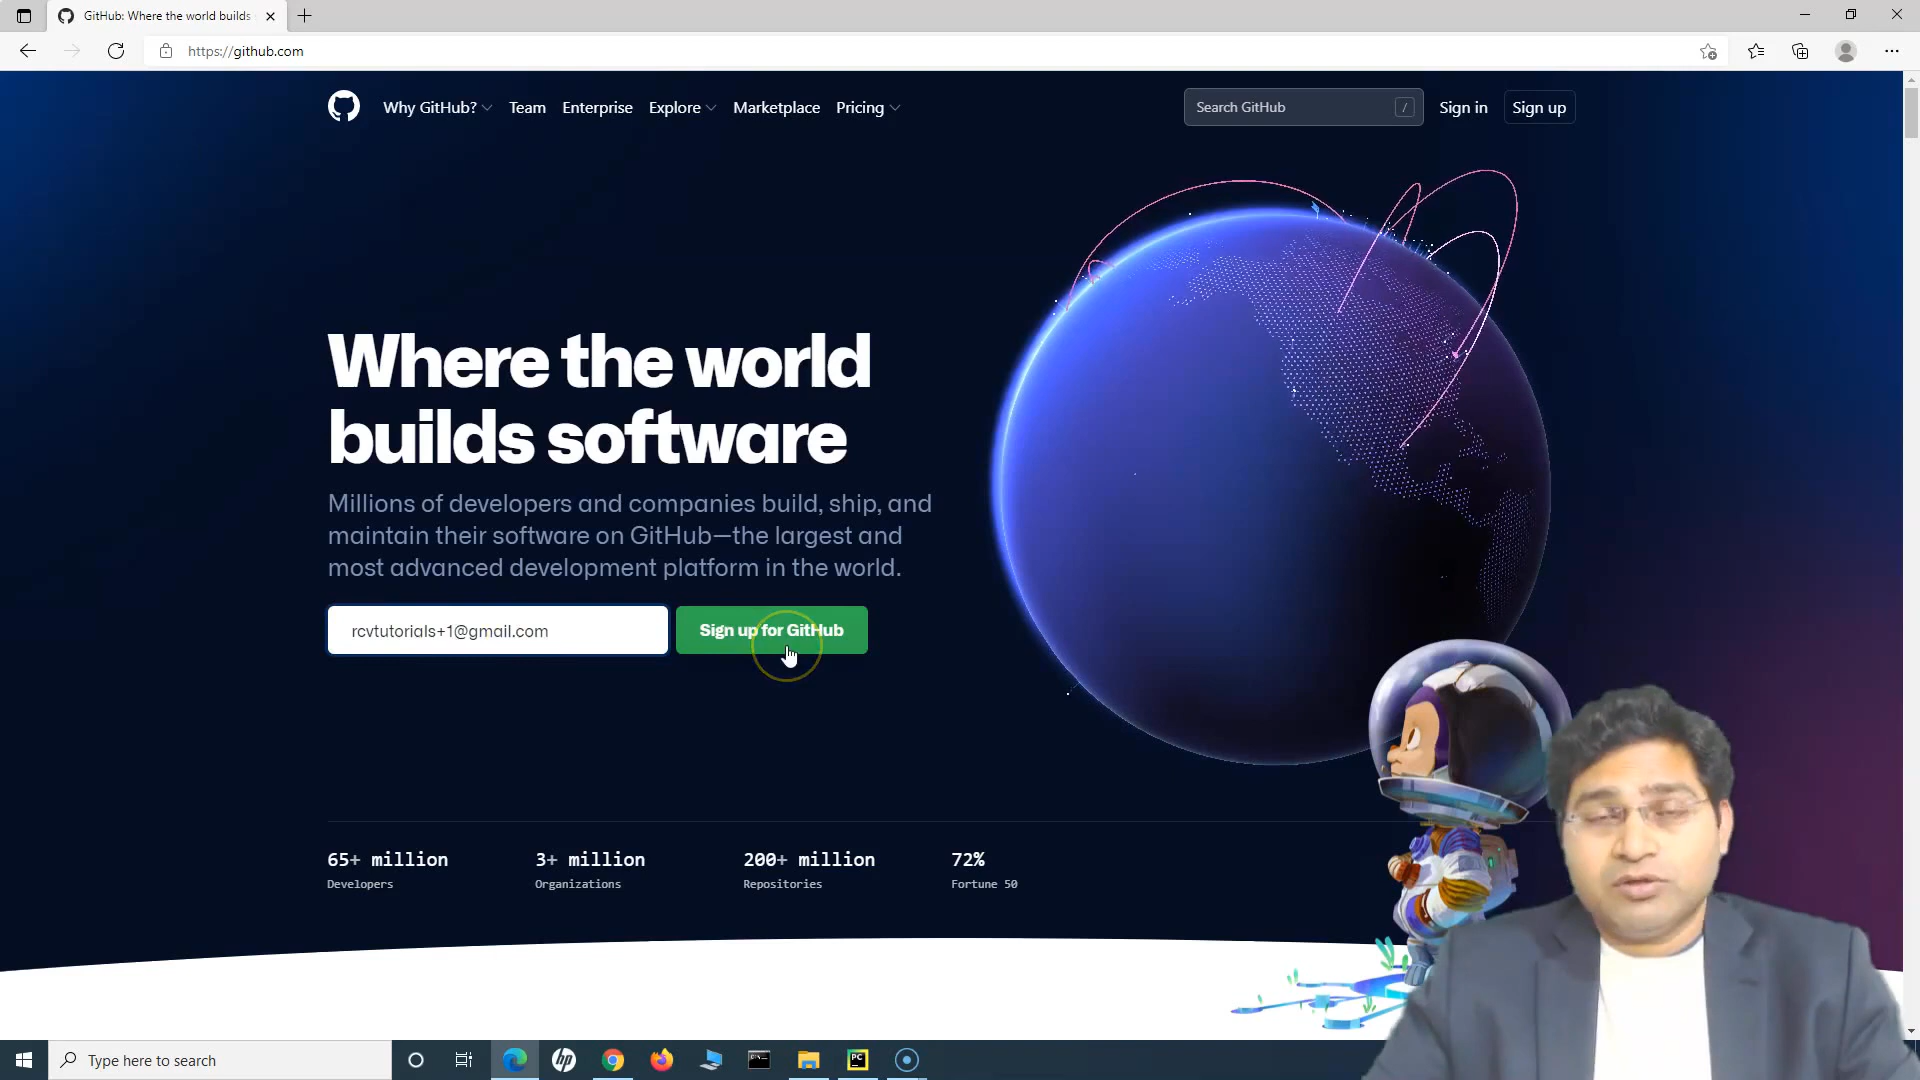 GitHub: Where the world builds
https://github.com
Why GitHub? Team Enterprise Explore Marketplace Pricing
Search GitHub /
Sign in
Sign up
Where the world
builds software
Millions of developers and companies build, ship, and
maintain their software on GitHub—the largest and
most advanced development platform in the world.
rcvtutorials+1@gmail.com
Sign up for GitHub
65+ million
Developers
3+ million
Organizations
200+ million
Repositories
72%
Fortune 50
Type here to search
hp
PC